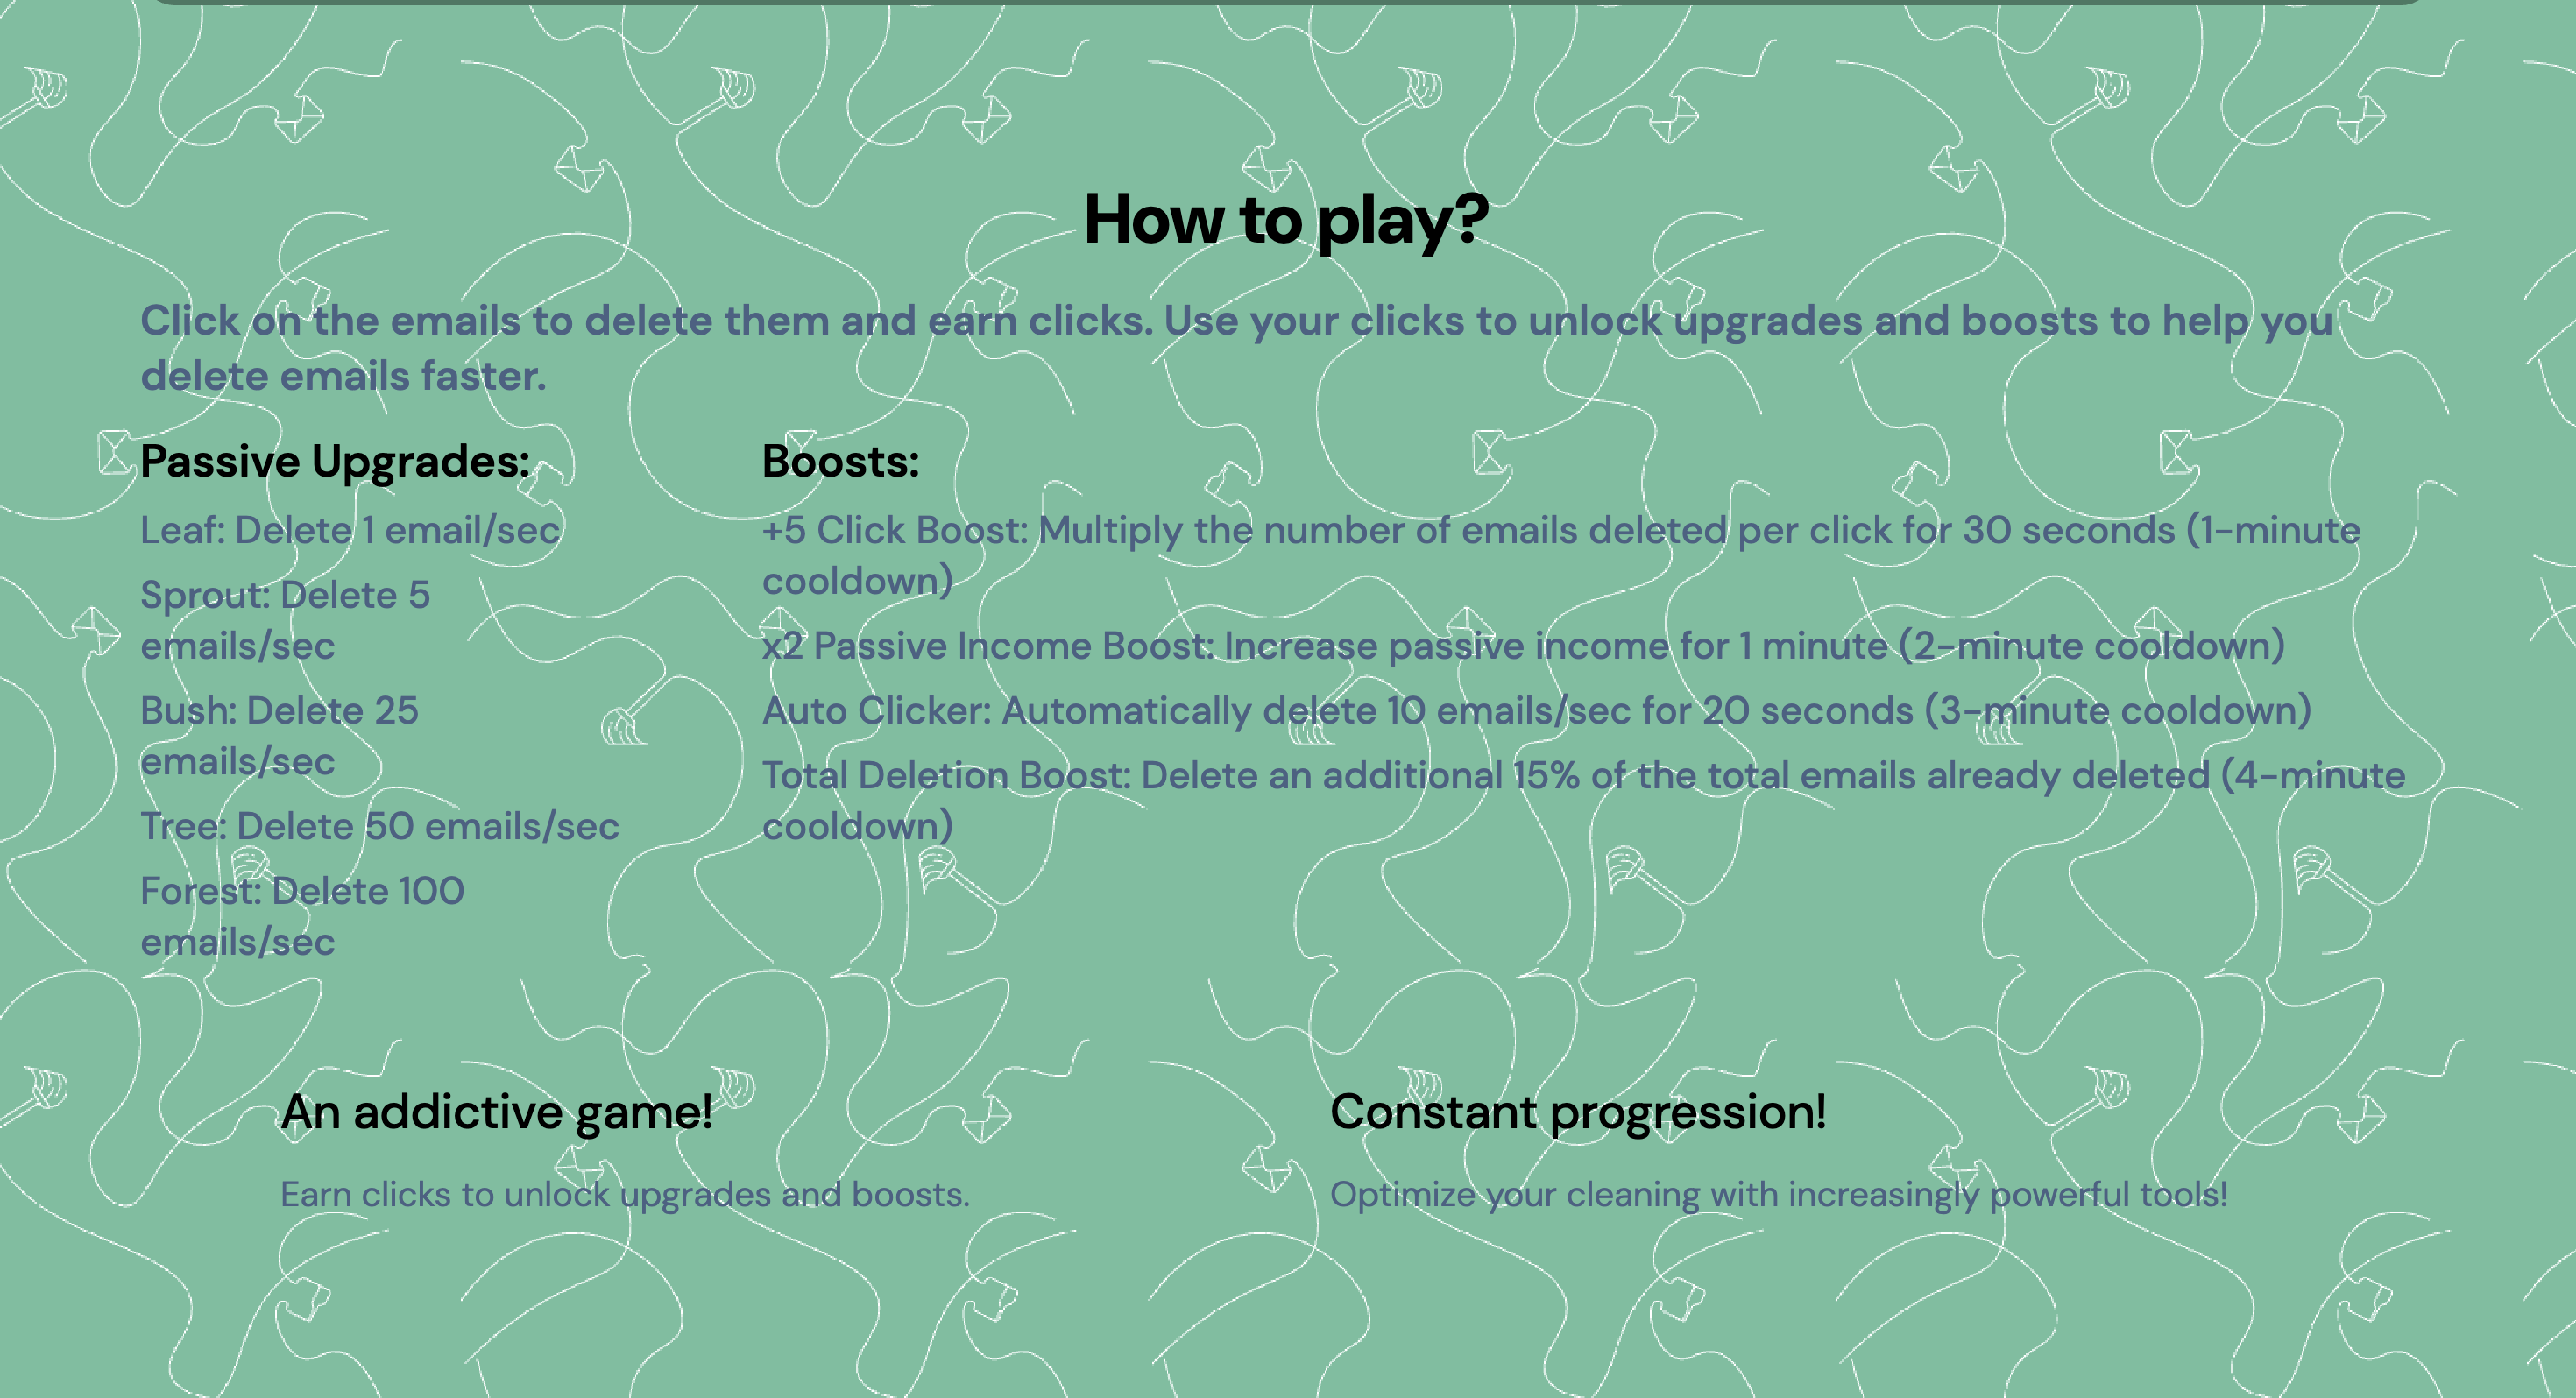 How to play?
Click on the emails to delete them and earn clicks. Use your clicks to unlock upgrades and boosts to help you
delete emails faster.
Passive Upgrades:
Leaf: Delete 1 email/sec
Sprout: Delete 5
emails/sec
Bush: Delete 25
emails/sec
Tree: Delete 50 emails/sec
Forest: Delete 100
emails/sec
Boosts:
+5 Click Boost: Multiply the number of emails deleted per click for 30 seconds (1-minute
cooldown)
x2 Passive Income Boost: Increase passive income for 1 minute (2-minute cooldown)
Auto Clicker: Automatically delete 10 emails/sec for 20 seconds (3-minute cooldown)
Total Deletion Boost: Delete an additional 15% of the total emails already deleted (4-minute
cooldown)
An addictive game!
Earn clicks to unlock upgrades and boosts.
Constant progression!
Optimize your cleaning with increasingly powerful tools!